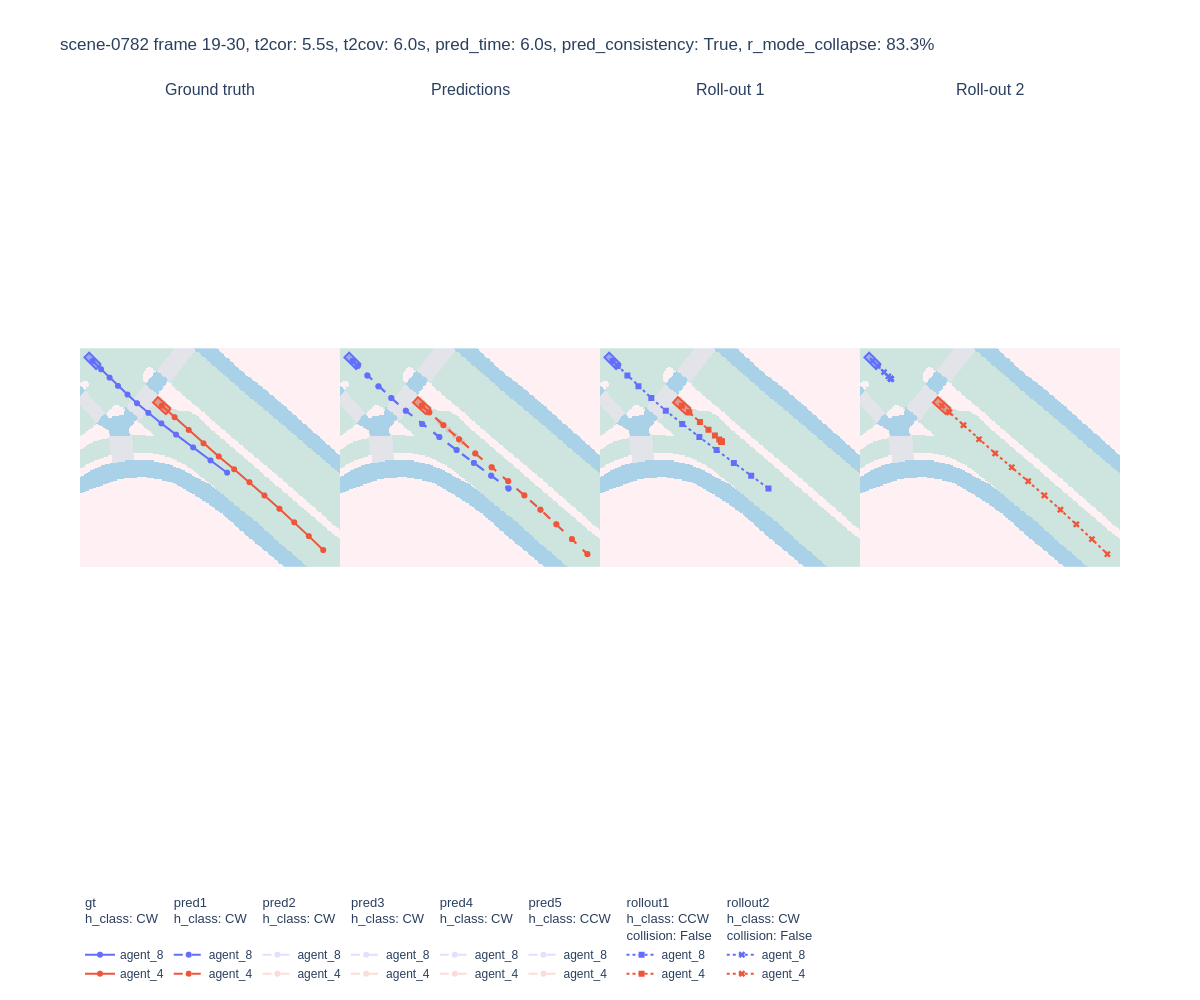 scene-0782 frame 19-30, t2cor: 5.5s, t2cov: 6.0s, pred_time: 6.0s, pred_consistency: True, r_mode_collapse: 83.3%
Ground truth Predictions Roll-out 1 Roll-out 2
gt pred1 pred2 pred3 pred4 pred5 rollout1 rollout2
h_class: CW h_class: CW h_class: CW h_class: CW h_class: CW h_class: CCW h_class: CCW h_class: CW
collision: False collision: False
agent_8 agent_8 agent_8 agent_8 agent_8 agent_8 agent_8 agent_8
agent_4 agent_4 agent_4 agent_4 agent_4 agent_4 agent_4 agent_4